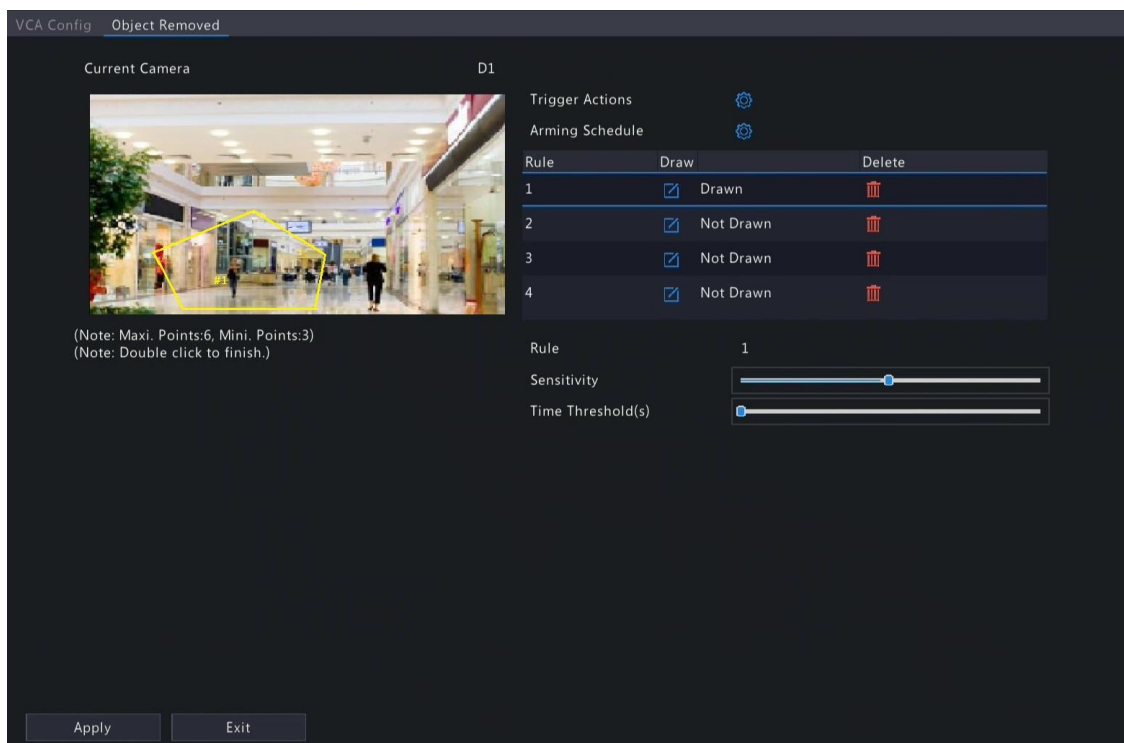 VCA Config Object Removed
Current Camera D1
#1
(Note: Maxi. Points:6, Mini. Points:3)
(Note: Double click to finish.)
Trigger Actions
Arming Schedule
Rule Draw Delete
1 Drawn
2 Not Drawn
3 Not Drawn
4 Not Drawn
Rule 1
Sensitivity
Time Threshold(s)
Apply Exit